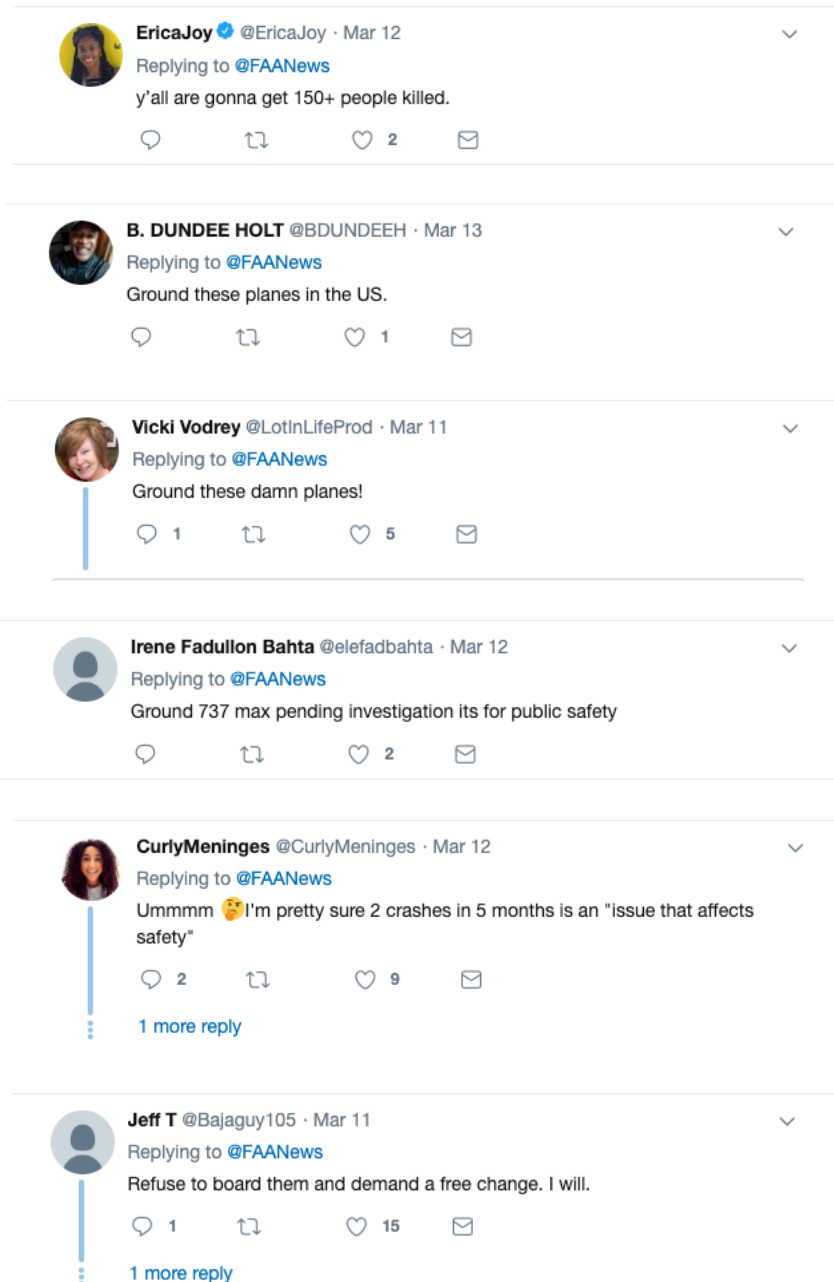 EricaJoy @EricaJoy · Mar 12
Replying to @FAANews
y'all are gonna get 150+ people killed.
2
B. DUNDEE HOLT @BDUNDEEH · Mar 13
Replying to @FAANews
Ground these planes in the US.
1
Vicki Vodrey @LotInLifeProd · Mar 11
Replying to @FAANews
Ground these damn planes!
1 5
Irene Fadullon Bahta @elefadbahta · Mar 12
Replying to @FAANews
Ground 737 max pending investigation its for public safety
2
CurlyMeninges @CurlyMeninges · Mar 12
Replying to @FAANews
Ummmm 🤔I'm pretty sure 2 crashes in 5 months is an "issue that affects
safety"
2 9
1 more reply
Jeff T @Bajaguy105 · Mar 11
Replying to @FAANews
Refuse to board them and demand a free change. I will.
1 15
1 more reply